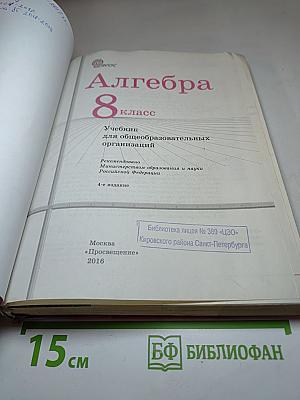 Алгебра
8 класс
Учебник
для общеобразовательных
организаций
Рекомендовано
Министерством образования и науки
Российской Федерации
4-е издание
Библиотека лицея № 389 «ЦЭО»
Кировского района Санкт-Петербурга
Москва
«Просвещение»
2016
15 см
БФ БИБЛИОФАН